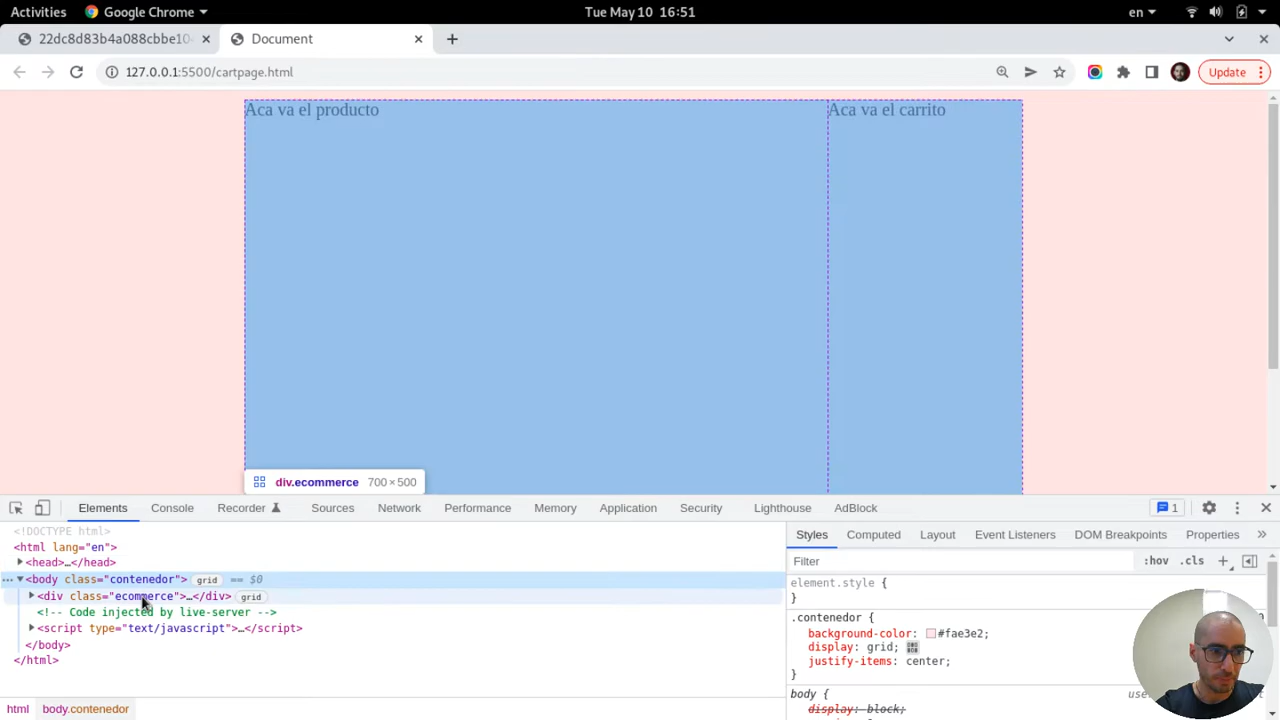 Activities Google Chrome Tue May 10 16:51 en
22dc8d83b4a088cbbe10 Document
127.0.0.1:5500/cartpage.html Update
Aca va el producto Aca va el carrito
div.ecommerce 700×500
Elements Console Recorder Sources Network Performance Memory Application Security Lighthouse AdBlock 1
<!DOCTYPE html>
<html lang="en">
<head>…</head>
<body class="contenedor"> grid == $0
<div class="ecommerce">…</div> grid
<!-- Code injected by live-server -->
<script type="text/javascript">…</script>
</body>
</html>
html body.contenedor
Styles Computed Layout Event Listeners DOM Breakpoints Properties
Filter :hov .cls
element.style {
}
.contenedor {
background-color: #fae3e2;
display: grid;
justify-items: center;
}
body {
display: block;